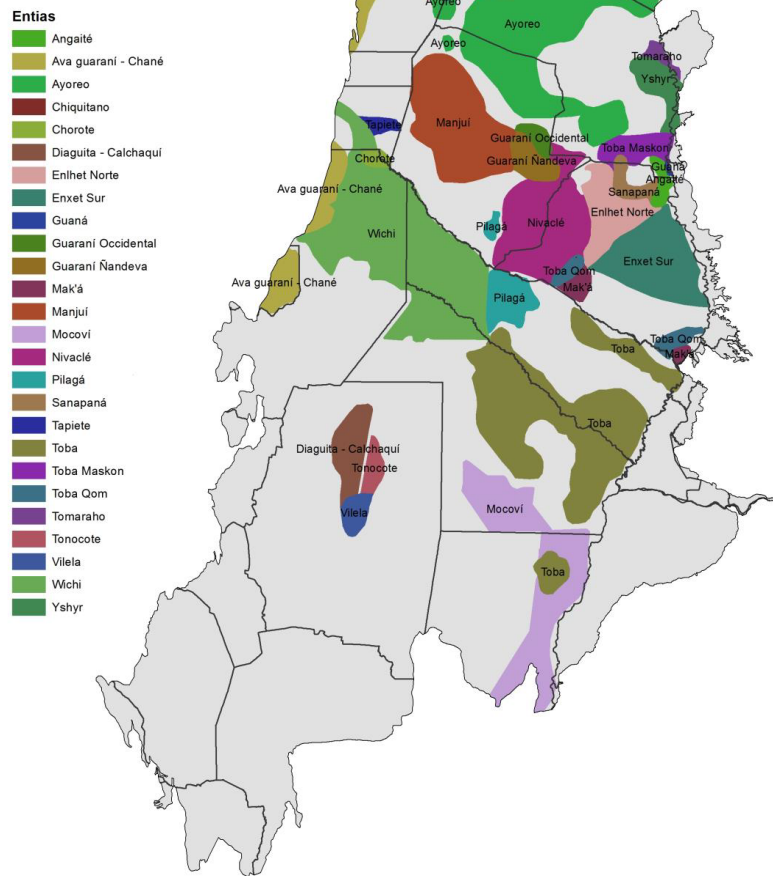 Entias
Angaité
Ava guaraní - Chané
Ayoreo
Chiquitano
Chorote
Diaguita - Calchaquí
Enlhet Norte
Enxet Sur
Guaná
Guaraní Occidental
Guaraní Ñandeva
Mak'á
Manjuí
Mocoví
Nivaclé
Pilagá
Sanapaná
Tapiete
Toba
Toba Maskon
Toba Qom
Tomaraho
Tonocote
Vilela
Wichi
Yshyr
Ayoreo
Ayoreo
Ayoreo
Tomaraho
Yshyr
Tapiete
Manjuí
Guaraní Occidental
Toba Maskon
Chorote
Guaraní Ñandeva
Guaná
Angaité
Sanapaná
Ava guaraní - Chané
Enlhet Norte
Wichi
Pilagá
Nivaclé
Enxet Sur
Toba Qom
Ava guaraní - Chané
Mak'á
Pilagá
Toba
Toba Qom
Mak'á
Toba
Diaguita - Calchaquí
Tonocote
Vilela
Mocoví
Toba